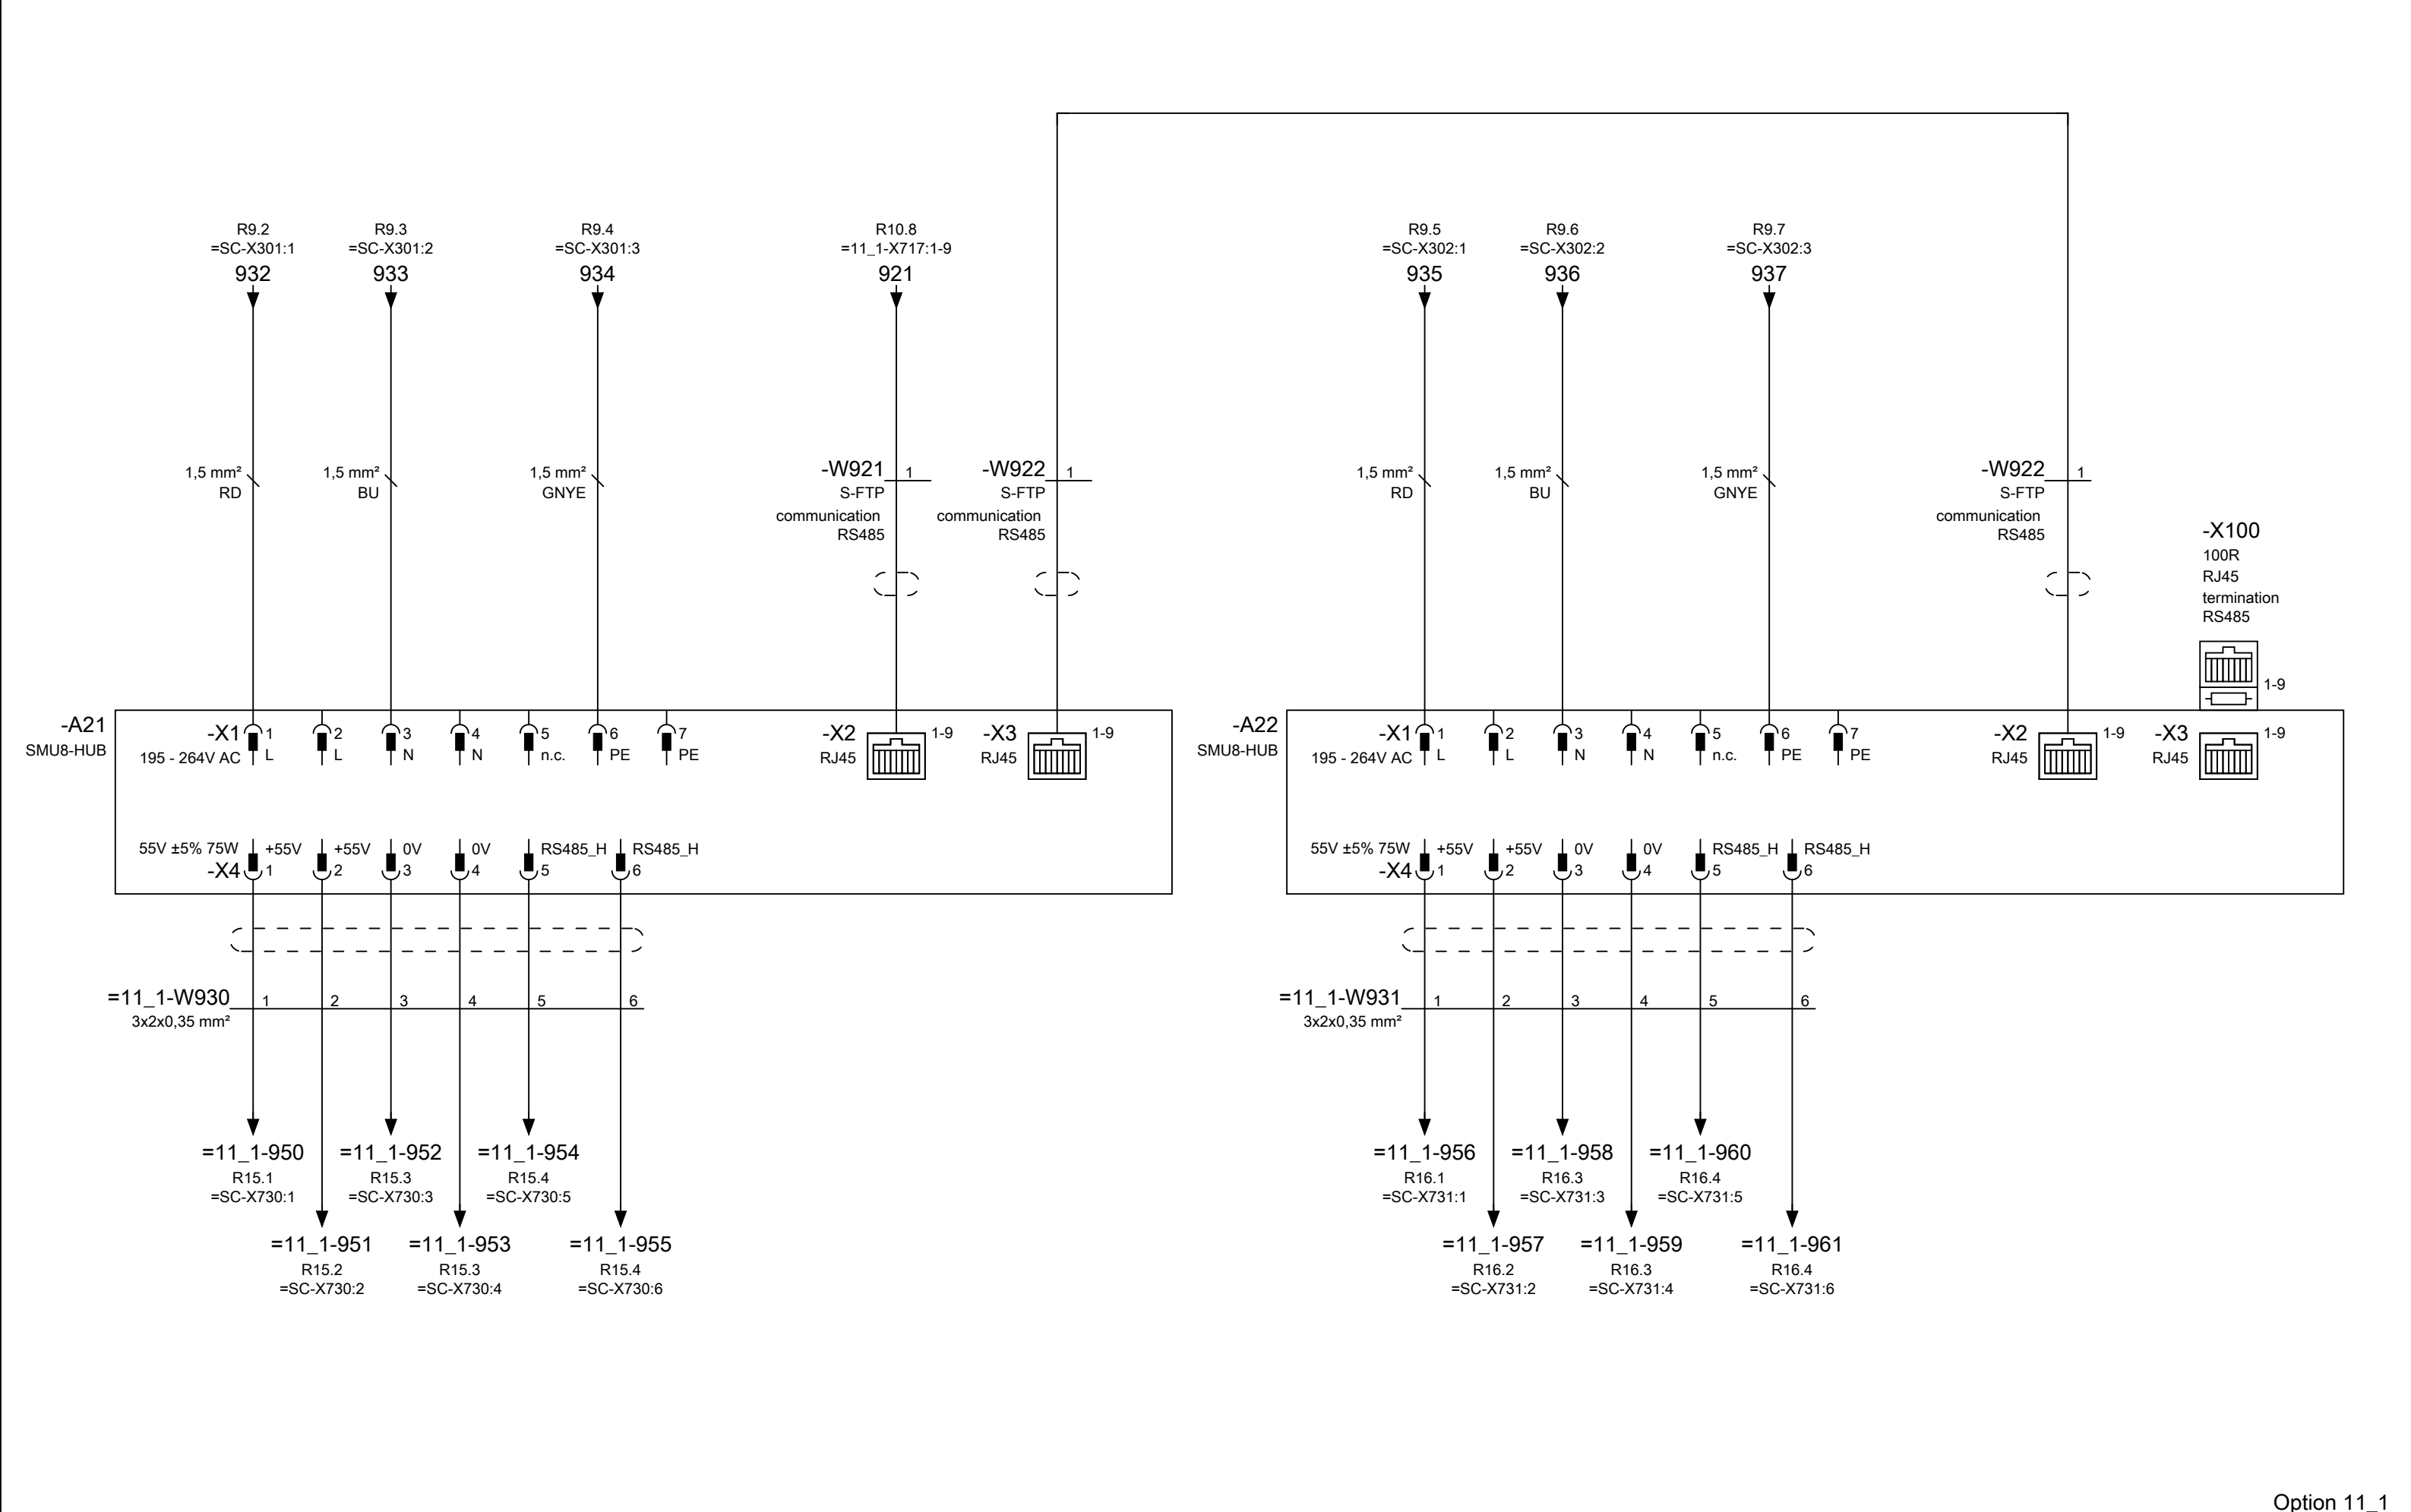 R9.2
=SC-X301:1
932
R9.3
=SC-X301:2
933
R9.4
=SC-X301:3
934
R10.8
=11_1-X717:1-9
921
R9.5
=SC-X302:1
935
R9.6
=SC-X302:2
936
R9.7
=SC-X302:3
937
1,5 mm²
RD
1,5 mm²
BU
1,5 mm²
GNYE
-W921 1
S-FTP
communication
RS485
-W922 1
S-FTP
communication
RS485
1,5 mm²
RD
1,5 mm²
BU
1,5 mm²
GNYE
-W922 1
S-FTP
communication
RS485
-X100
100R
RJ45
termination
RS485
1-9
-A21
SMU8-HUB
-X1
195 - 264V AC
1
L
2
L
3
N
4
N
5
n.c.
6
PE
7
PE
-X2
RJ45
1-9
-X3
RJ45
1-9
55V ±5% 75W
-X4
+55V
1
+55V
2
0V
3
0V
4
RS485_H
5
RS485_H
6
-A22
SMU8-HUB
-X1
195 - 264V AC
1
L
2
L
3
N
4
N
5
n.c.
6
PE
7
PE
-X2
RJ45
1-9
-X3
RJ45
1-9
55V ±5% 75W
-X4
+55V
1
+55V
2
0V
3
0V
4
RS485_H
5
RS485_H
6
=11_1-W930 1 2 3 4 5 6
3x2x0,35 mm²
=11_1-W931 1 2 3 4 5 6
3x2x0,35 mm²
=11_1-950
R15.1
=SC-X730:1
=11_1-952
R15.3
=SC-X730:3
=11_1-954
R15.4
=SC-X730:5
=11_1-951
R15.2
=SC-X730:2
=11_1-953
R15.3
=SC-X730:4
=11_1-955
R15.4
=SC-X730:6
=11_1-956
R16.1
=SC-X731:1
=11_1-958
R16.3
=SC-X731:3
=11_1-960
R16.4
=SC-X731:5
=11_1-957
R16.2
=SC-X731:2
=11_1-959
R16.3
=SC-X731:4
=11_1-961
R16.4
=SC-X731:6
Option 11_1